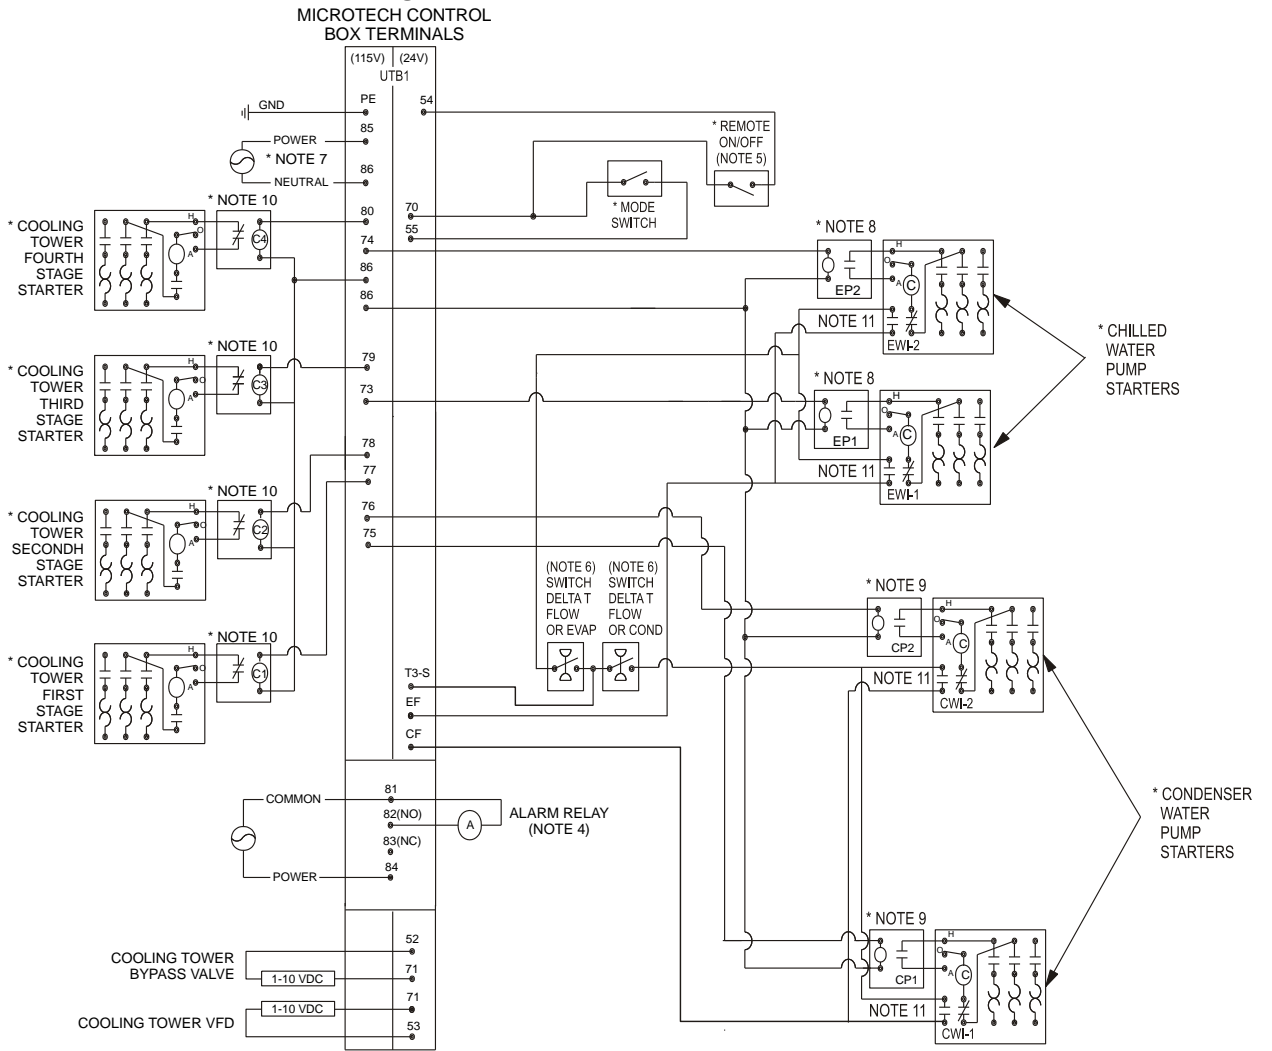 MICROTECH CONTROL
BOX TERMINALS
(115V) (24V)
UTB1
GND
PE
54
85
POWER
* NOTE 7
86
NEUTRAL
* REMOTE
ON/OFF
(NOTE 5)
* MODE
SWITCH
80
70
55
74
86
86
79
73
78
77
76
75
* NOTE 10
* COOLING
TOWER
FOURTH
STAGE
STARTER
H
O
A
C4
* NOTE 10
* COOLING
TOWER
THIRD
STAGE
STARTER
H
O
A
C3
* NOTE 10
* COOLING
TOWER
SECONDH
STAGE
STARTER
H
O
A
C2
* NOTE 10
* COOLING
TOWER
FIRST
STAGE
STARTER
H
O
A
C1
* NOTE 8
EP2
H
O
A
C
NOTE 11
EWI-2
* NOTE 8
EP1
H
O
A
C
NOTE 11
EWI-1
* CHILLED
WATER
PUMP
STARTERS
(NOTE 6)
SWITCH
DELTA T
FLOW
OR EVAP
(NOTE 6)
SWITCH
DELTA T
FLOW
OR COND
* NOTE 9
CP2
H
O
A
C
NOTE 11
CWI-2
T3-S
EF
CF
* CONDENSER
WATER
PUMP
STARTERS
COMMON
81
82(NO)
A
ALARM RELAY
(NOTE 4)
83(NC)
84
POWER
* NOTE 9
CP1
H
O
A
C
NOTE 11
CWI-1
COOLING TOWER
BYPASS VALVE
52
1-10 VDC
71
1-10 VDC
71
COOLING TOWER VFD
53